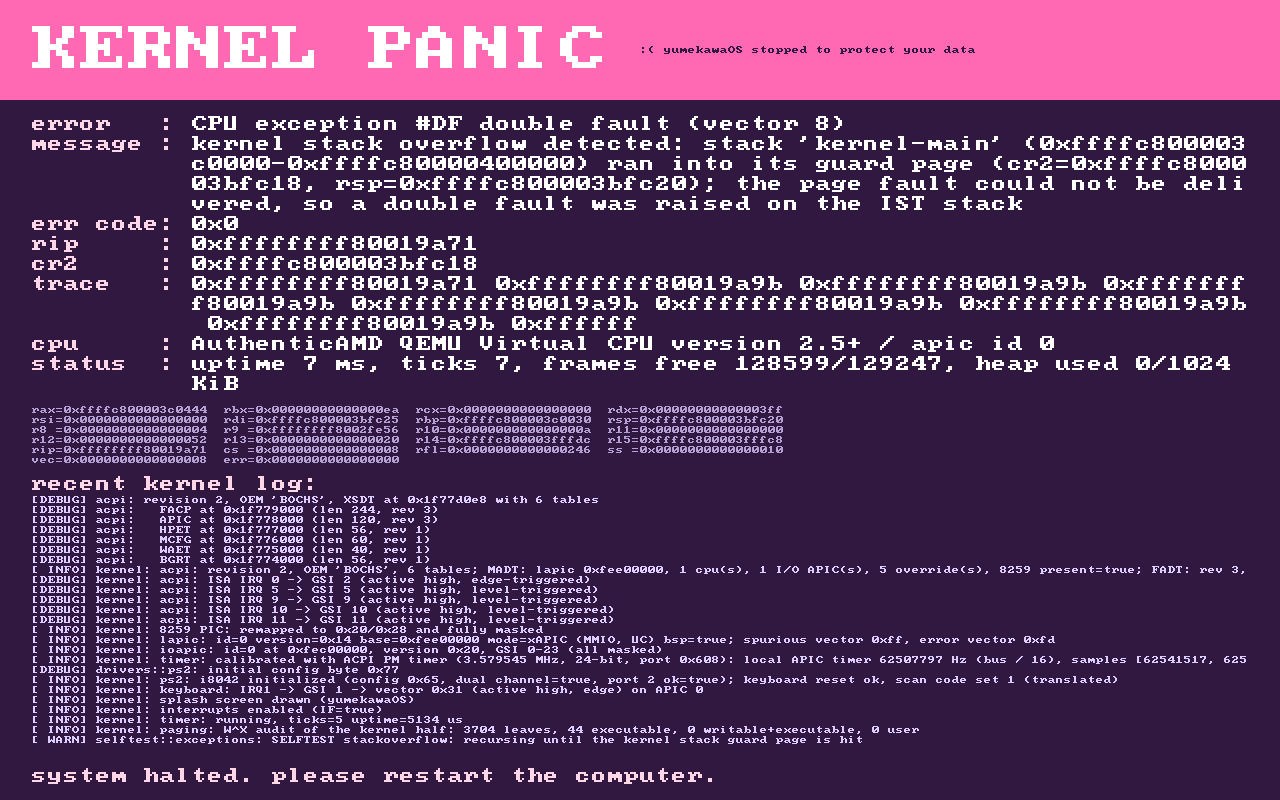 KERNEL PANIC :( yumekawaOS stopped to protect your data
error : CPU exception #DF double fault (vector 8)
message : kernel stack overflow detected: stack 'kernel-main' (0xffffc800003
c0000-0xffffc80000400000) ran into its guard page (cr2=0xffffc8000
03bfc18, rsp=0xffffc800003bfc20); the page fault could not be deli
vered, so a double fault was raised on the IST stack
err code: 0x0
rip : 0xffffffff80019a71
cr2 : 0xffffc800003bfc18
trace : 0xffffffff80019a71 0xffffffff80019a9b 0xffffffff80019a9b 0xfffffff
f80019a9b 0xffffffff80019a9b 0xffffffff80019a9b 0xffffffff80019a9b
0xffffffff80019a9b 0xffffff
cpu : AuthenticAMD QEMU Virtual CPU version 2.5+ / apic id 0
status : uptime 7 ms, ticks 7, frames free 128599/129247, heap used 0/1024
KiB
rax=0xffffc800003c0444 rbx=0x00000000000000ea rcx=0x0000000000000000 rdx=0x00000000000003ff
rsi=0x0000000000000000 rdi=0xffffc800003bfc25 rbp=0xffffc800003c0030 rsp=0xffffc800003bfc20
r8 =0x0000000000000004 r9 =0xffffffff8002fe56 r10=0x000000000000000a r11=0x0000000000000000
r12=0x0000000000000052 r13=0x0000000000000020 r14=0xffffc800003fffdc r15=0xffffc800003fffc8
rip=0xffffffff80019a71 cs =0x0000000000000008 rfl=0x0000000000000246 ss =0x0000000000000010
vec=0x0000000000000008 err=0x0000000000000000
recent kernel log:
[DEBUG] acpi: revision 2, OEM 'BOCHS', XSDT at 0x1f77d0e8 with 6 tables
[DEBUG] acpi: FACP at 0x1f779000 (len 244, rev 3)
[DEBUG] acpi: APIC at 0x1f778000 (len 120, rev 3)
[DEBUG] acpi: HPET at 0x1f777000 (len 56, rev 1)
[DEBUG] acpi: MCFG at 0x1f776000 (len 60, rev 1)
[DEBUG] acpi: WAET at 0x1f775000 (len 40, rev 1)
[DEBUG] acpi: BGRT at 0x1f774000 (len 56, rev 1)
[ INFO] kernel: acpi: revision 2, OEM 'BOCHS', 6 tables; MADT: lapic 0xfee00000, 1 cpu(s), 1 I/O APIC(s), 5 override(s), 8259 present=true; FADT: rev 3,
[DEBUG] kernel: acpi: ISA IRQ 0 -> GSI 2 (active high, edge-triggered)
[DEBUG] kernel: acpi: ISA IRQ 5 -> GSI 5 (active high, level-triggered)
[DEBUG] kernel: acpi: ISA IRQ 9 -> GSI 9 (active high, level-triggered)
[DEBUG] kernel: acpi: ISA IRQ 10 -> GSI 10 (active high, level-triggered)
[DEBUG] kernel: acpi: ISA IRQ 11 -> GSI 11 (active high, level-triggered)
[ INFO] kernel: 8259 PIC: remapped to 0x20/0x28 and fully masked
[ INFO] kernel: lapic: id=0 version=0x14 base=0xfee00000 mode=xAPIC (MMIO, UC) bsp=true; spurious vector 0xff, error vector 0xfd
[ INFO] kernel: ioapic: id=0 at 0xfec00000, version 0x20, GSI 0-23 (all masked)
[ INFO] kernel: timer: calibrated with ACPI PM timer (3.579545 MHz, 24-bit, port 0x608): local APIC timer 62507797 Hz (bus / 16), samples [62541517, 625
[DEBUG] drivers::ps2: initial config byte 0x77
[ INFO] kernel: ps2: i8042 initialized (config 0x65, dual channel=true, port 2 ok=true); keyboard reset ok, scan code set 1 (translated)
[ INFO] kernel: keyboard: IRQ1 -> GSI 1 -> vector 0x31 (active high, edge) on APIC 0
[ INFO] kernel: splash screen drawn (yumekawaOS)
[ INFO] kernel: interrupts enabled (IF=true)
[ INFO] kernel: timer: running, ticks=5 uptime=5134 us
[ INFO] kernel: paging: W^X audit of the kernel half: 3704 leaves, 44 executable, 0 writable+executable, 0 user
[ WARN] selftest::exceptions: SELFTEST stackoverflow: recursing until the kernel stack guard page is hit
system halted. please restart the computer.